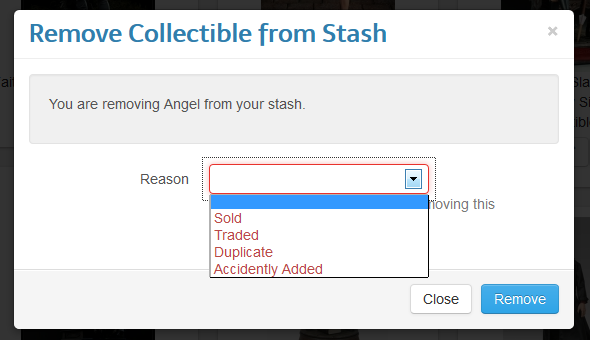 Remove Collectible from Stash
×
You are removing Angel from your stash.
Reason
moving this
Sold
Traded
Duplicate
Accidently Added
Close
Remove